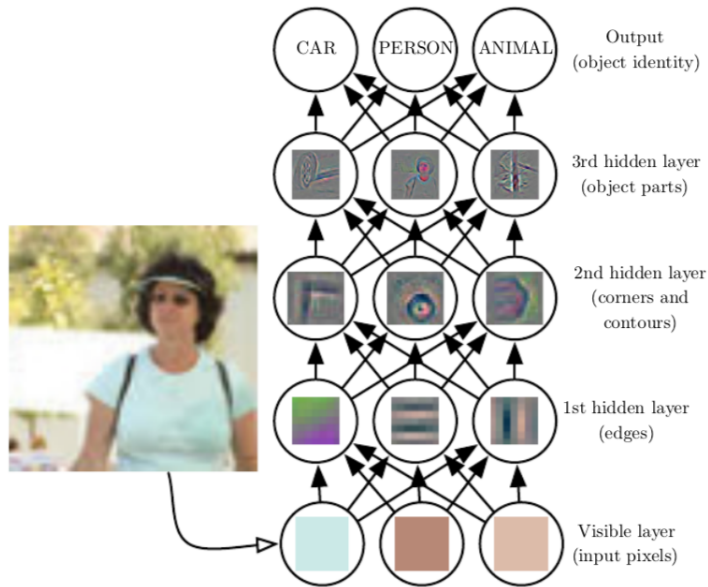 CAR PERSON ANIMAL
Output
(object identity)
3rd hidden layer
(object parts)
2nd hidden layer
(corners and
contours)
1st hidden layer
(edges)
Visible layer
(input pixels)